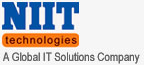 NIIT
technologies
A Global IT Solutions Company